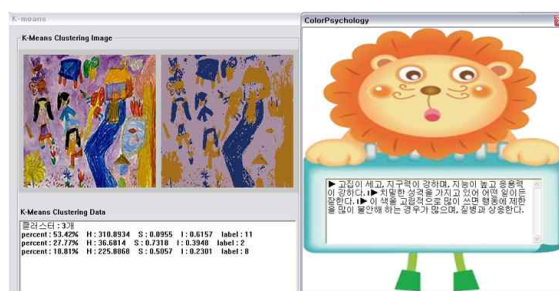 K-means
K-Means Clustering Image
K-Means Clustering Data
클러스터 : 3개
percent : 53.42% H : 310.8934 S : 0.0955 I : 0.6157 label : 11
percent : 27.77% H : 36.6814 S : 0.7318 I : 0.3948 label : 2
percent : 18.81% H : 225.8868 S : 0.5057 I : 0.2301 label : 8
ColorPsychology
▶ 고집이 세고, 지구력이 강하며, 지능이 높고 응용력
이 강하다. ▶ 치밀한 성격을 가지고 있어 어떤 일이든
잘한다. ▶ 이 색을 고립적으로 많이 쓰면 행동에 제한
을 많이 불안해 하는 경우가 많으며, 질병과 상응한다.